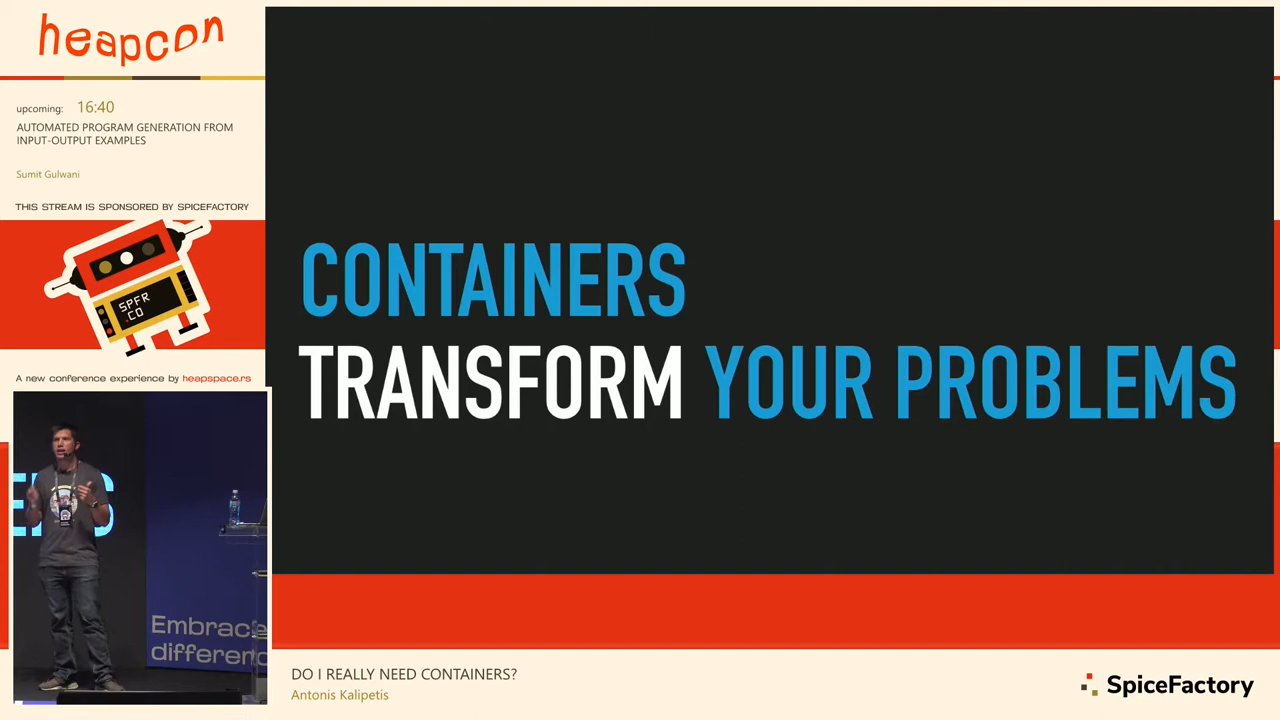 heapcon
upcoming: 16:40
AUTOMATED PROGRAM GENERATION FROM
INPUT-OUTPUT EXAMPLES
Sumit Gulwani
THIS STREAM IS SPONSORED BY SPICEFACTORY
SPFR
.CO
A new conference experience by heapspace.rs
CONTAINERS
TRANSFORM YOUR PROBLEMS
Embrace
differenc
DO I REALLY NEED CONTAINERS?
Antonis Kalipetis
SpiceFactory